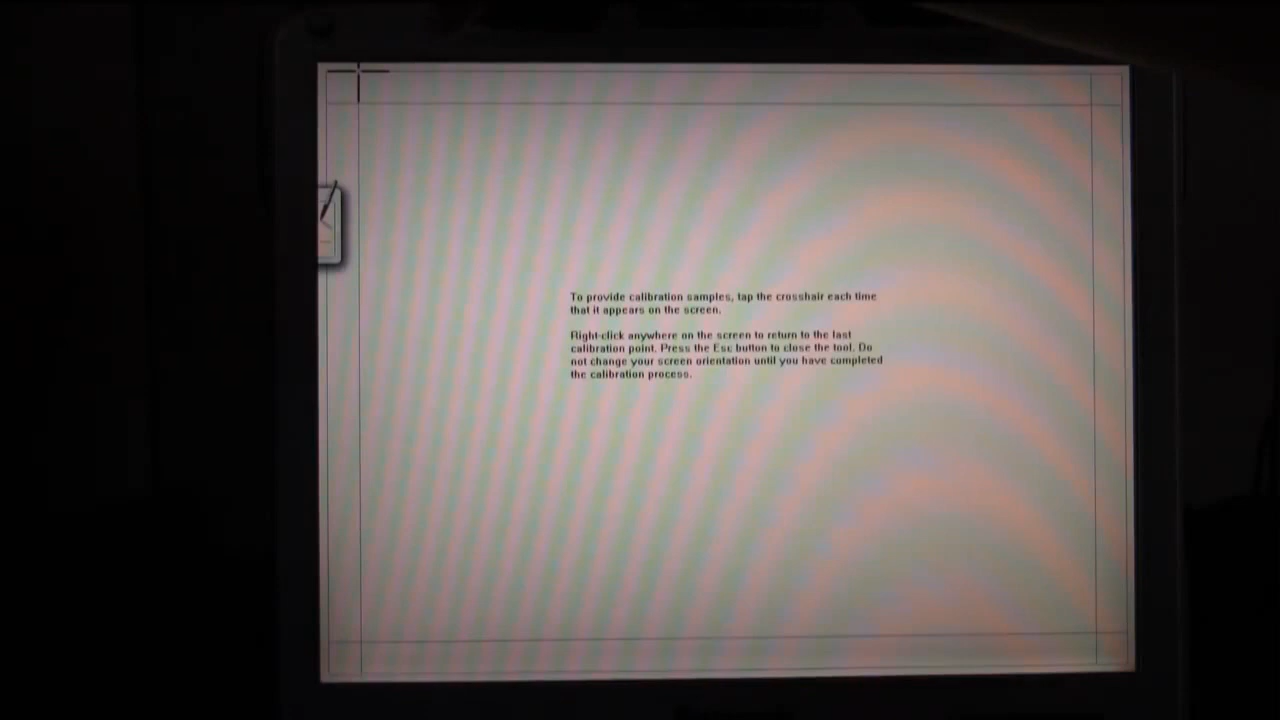 To provide calibration samples, tap the crosshair each time
that it appears on the screen.
Right-click anywhere on the screen to return to the last
calibration point. Press the Esc button to close the tool. Do
not change your screen orientation until you have completed
the calibration process.